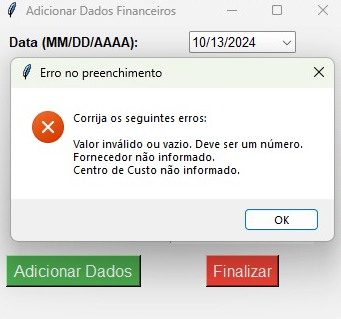 Adicionar Dados Financeiros
Data (MM/DD/AAAA):
10/13/2024
Erro no preenchimento
Corrija os seguintes erros:
Valor inválido ou vazio. Deve ser um número.
Fornecedor não informado.
Centro de Custo não informado.
OK
Adicionar Dados
Finalizar